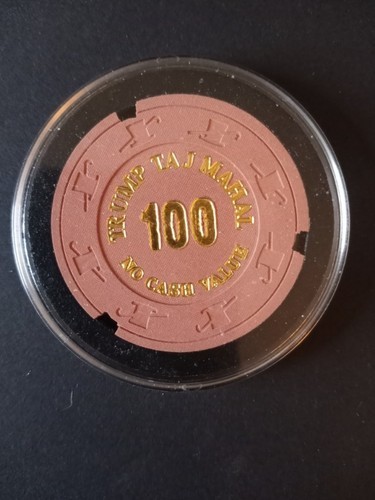 TRUMP TAJ MAHAL
100
NO CASH VALUE